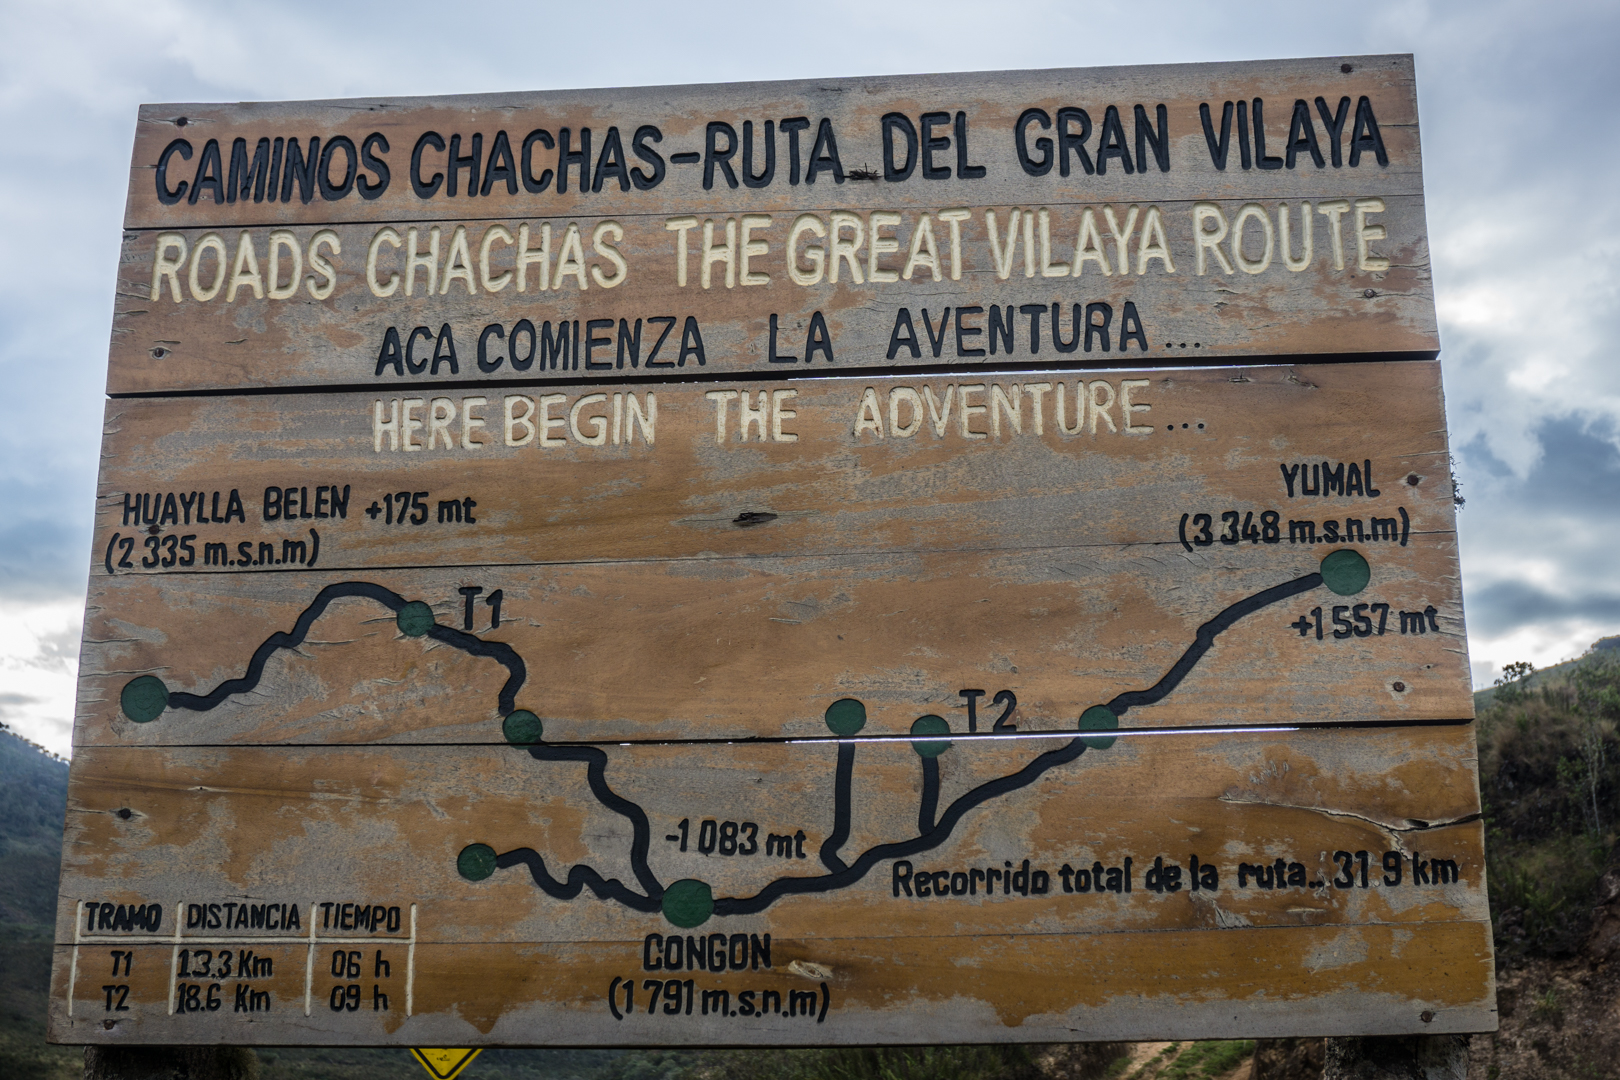 CAMINOS CHACHAS-RUTA DEL GRAN VILAYA
ROADS CHACHAS THE GREAT VILAYA ROUTE
ACA COMIENZA LA AVENTURA...
HERE BEGIN THE ADVENTURE...
HUAYLLA BELEN +175 mt
(2 335 m.s.n.m)
YUMAL
(3 348 m.s.n.m)
+1 557 mt
T1
T2
-1 083 mt
Recorrido total de la ruta... 31 9 km
CONGON
(1 791 m.s.n.m)
TRAMO DISTANCIA TIEMPO
T1 13.3 Km 06 h
T2 18.6 Km 09 h